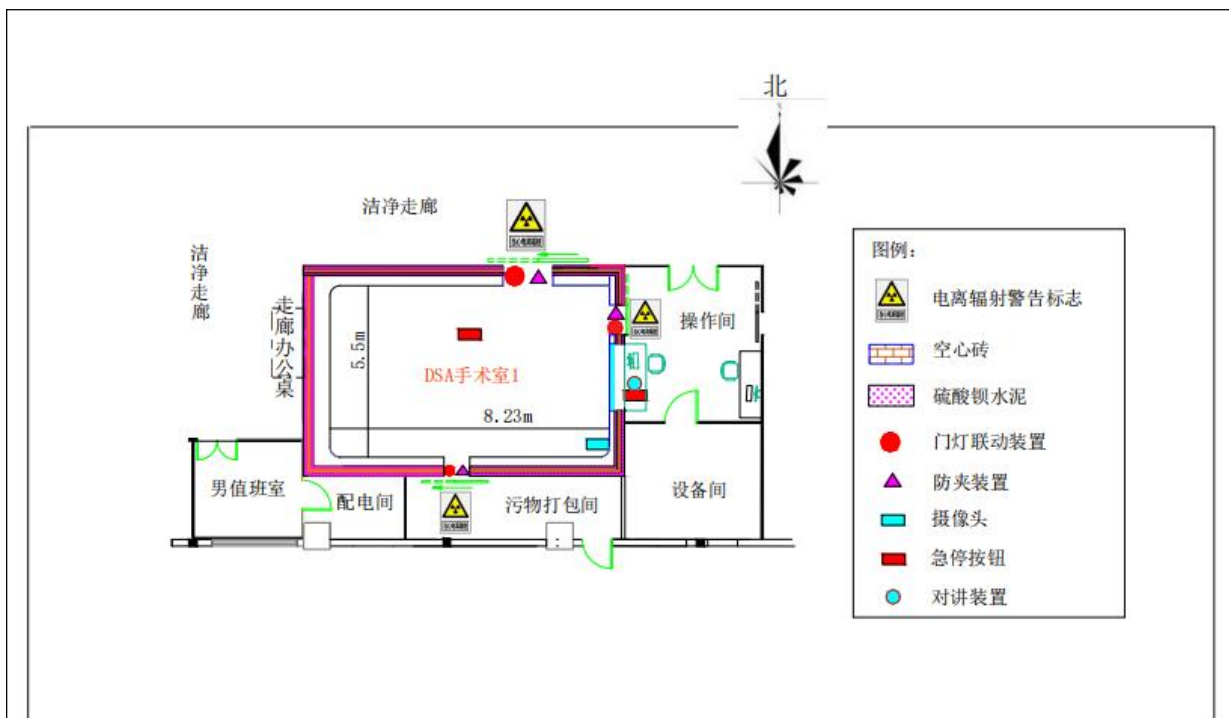 北
洁净走廊
洁净走廊
走廊办公桌
5.5m
DSA手术室1
8.23m
操作间
男值班室
配电间
污物打包间
设备间
图例：
电离辐射警告标志
空心砖
硫酸钡水泥
门灯联动装置
防夹装置
摄像头
急停按钮
对讲装置